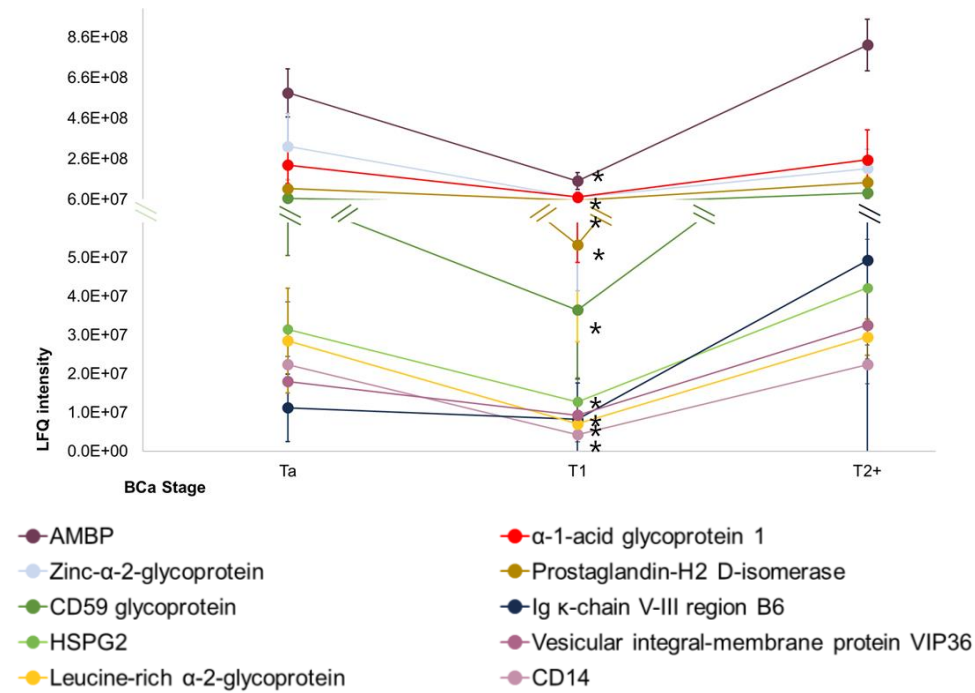 8.6E+08
6.6E+08
4.6E+08
2.6E+08
6.0E+07
5.0E+07
4.0E+07
3.0E+07
2.0E+07
1.0E+07
0.0E+00
LFQ intensity
* 
*
*
*
*
*
*
*
*
Ta T1 T2+
BCa Stage
AMBP α-1-acid glycoprotein 1
Zinc-α-2-glycoprotein Prostaglandin-H2 D-isomerase
CD59 glycoprotein Ig κ-chain V-III region B6
HSPG2 Vesicular integral-membrane protein VIP36
Leucine-rich α-2-glycoprotein CD14